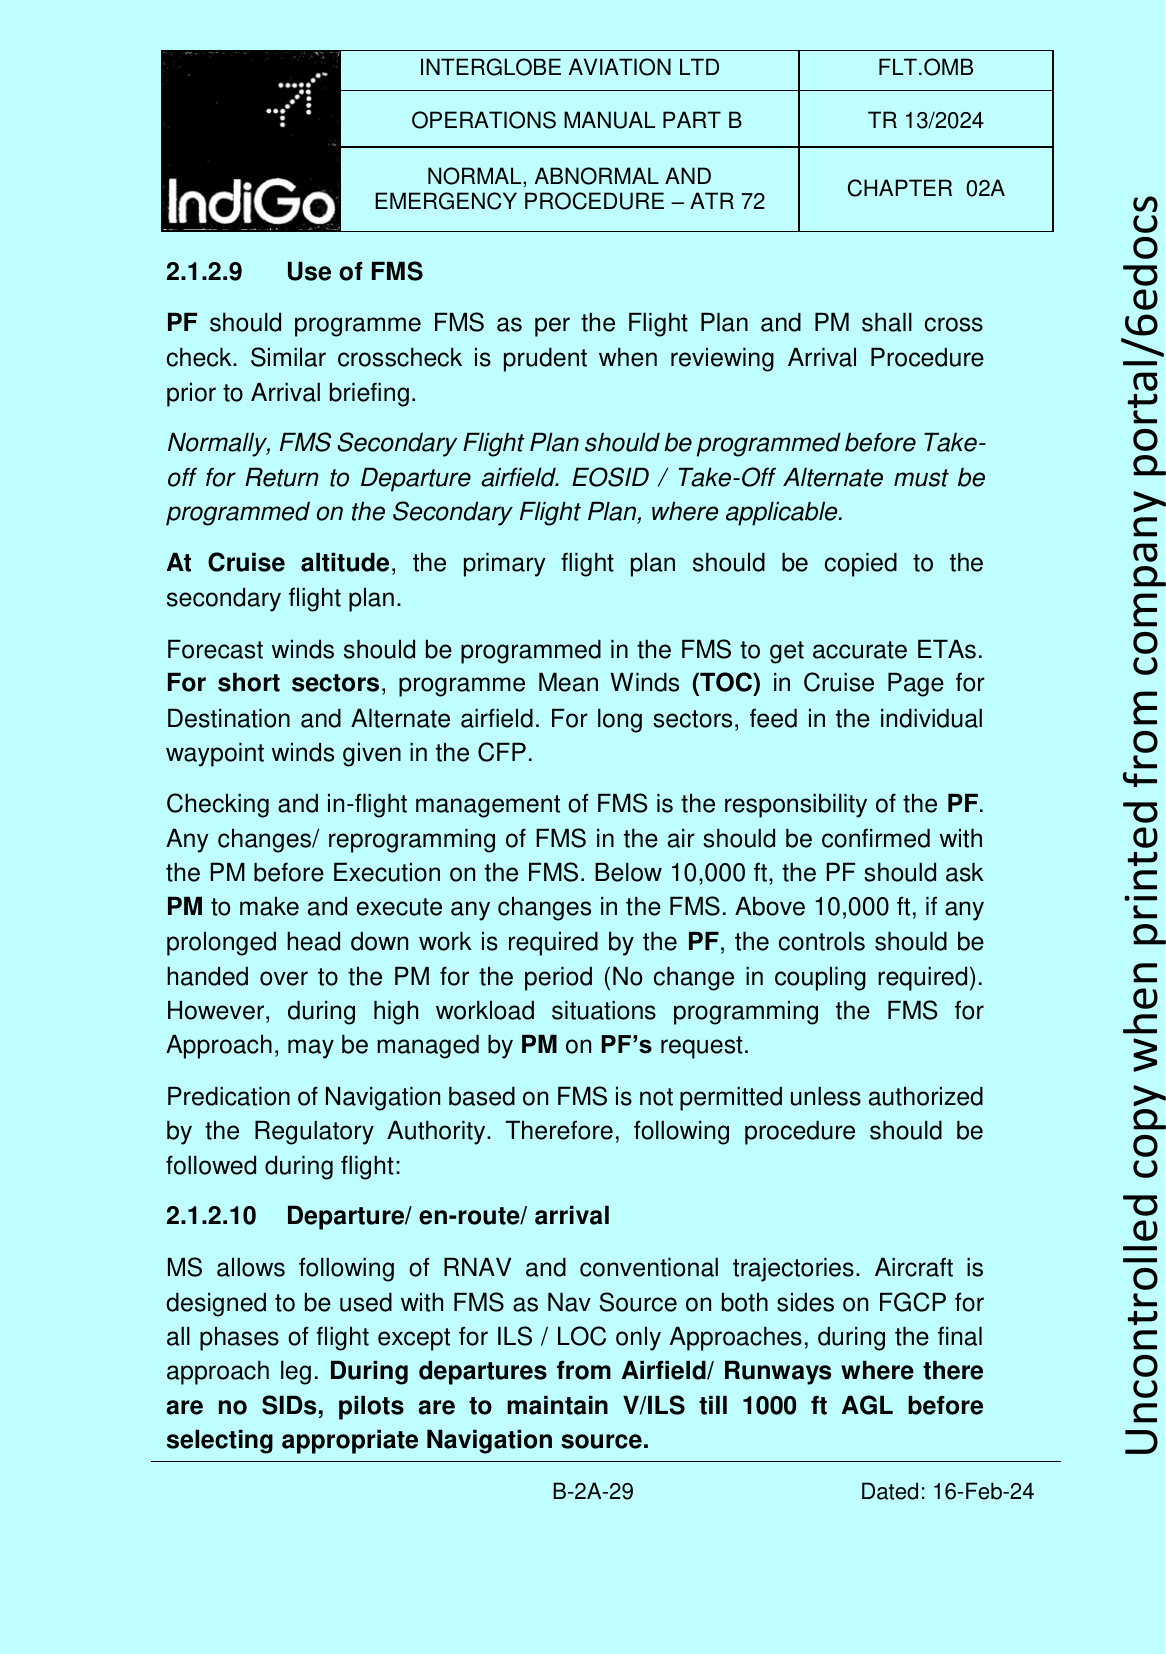 IndiGo
INTERGLOBE AVIATION LTD
FLT.OMB
OPERATIONS MANUAL PART B
TR 13/2024
NORMAL, ABNORMAL AND
EMERGENCY PROCEDURE – ATR 72
CHAPTER 02A
2.1.2.9 Use of FMS
PF should programme FMS as per the Flight Plan and PM shall cross
check. Similar crosscheck is prudent when reviewing Arrival Procedure
prior to Arrival briefing.
Normally, FMS Secondary Flight Plan should be programmed before Take-
off for Return to Departure airfield. EOSID / Take-Off Alternate must be
programmed on the Secondary Flight Plan, where applicable.
At Cruise altitude, the primary flight plan should be copied to the
secondary flight plan.
Forecast winds should be programmed in the FMS to get accurate ETAs.
For short sectors, programme Mean Winds (TOC) in Cruise Page for
Destination and Alternate airfield. For long sectors, feed in the individual
waypoint winds given in the CFP.
Checking and in-flight management of FMS is the responsibility of the PF.
Any changes/ reprogramming of FMS in the air should be confirmed with
the PM before Execution on the FMS. Below 10,000 ft, the PF should ask
PM to make and execute any changes in the FMS. Above 10,000 ft, if any
prolonged head down work is required by the PF, the controls should be
handed over to the PM for the period (No change in coupling required).
However, during high workload situations programming the FMS for
Approach, may be managed by PM on PF’s request.
Predication of Navigation based on FMS is not permitted unless authorized
by the Regulatory Authority. Therefore, following procedure should be
followed during flight:
2.1.2.10 Departure/ en-route/ arrival
MS allows following of RNAV and conventional trajectories. Aircraft is
designed to be used with FMS as Nav Source on both sides on FGCP for
all phases of flight except for ILS / LOC only Approaches, during the final
approach leg. During departures from Airfield/ Runways where there
are no SIDs, pilots are to maintain V/ILS till 1000 ft AGL before
selecting appropriate Navigation source.
B-2A-29
Dated: 16-Feb-24
Uncontrolled copy when printed from company portal/6edocs